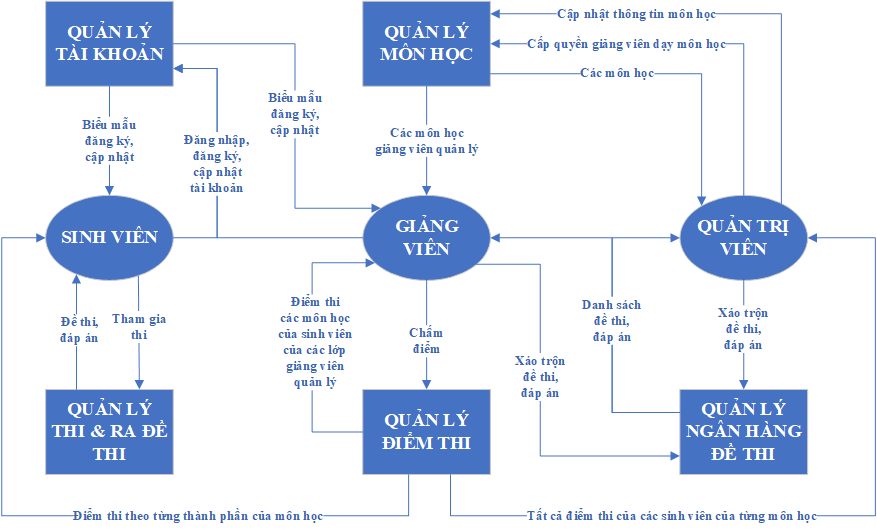 QUẢN LÝ
TÀI KHOẢN
QUẢN LÝ
MÔN HỌC
Cập nhật thông tin môn học
Cấp quyền giảng viên dạy môn học
Các môn học
Biểu mẫu
đăng ký,
cập nhật
Đăng nhập,
đăng ký,
cập nhật
tài khoản
Biểu mẫu
đăng ký,
cập nhật
Các môn học
giảng viên quản lý
SINH VIÊN
GIẢNG
VIÊN
QUẢN TRỊ
VIÊN
Đề thi,
đáp án
Tham gia
thi
Điểm thi
các môn học
của sinh viên
của các lớp
giảng viên
quản lý
Chấm
điểm
Xáo trộn
đề thi,
đáp án
Danh sách
đề thi,
đáp án
Xáo trộn
đề thi,
đáp án
QUẢN LÝ
THI & RA ĐỀ
THI
QUẢN LÝ
ĐIỂM THI
QUẢN LÝ
NGÂN HÀNG
ĐỀ THI
Điểm thi theo từng thành phần của môn học
Tất cả điểm thi của các sinh viên của từng môn học